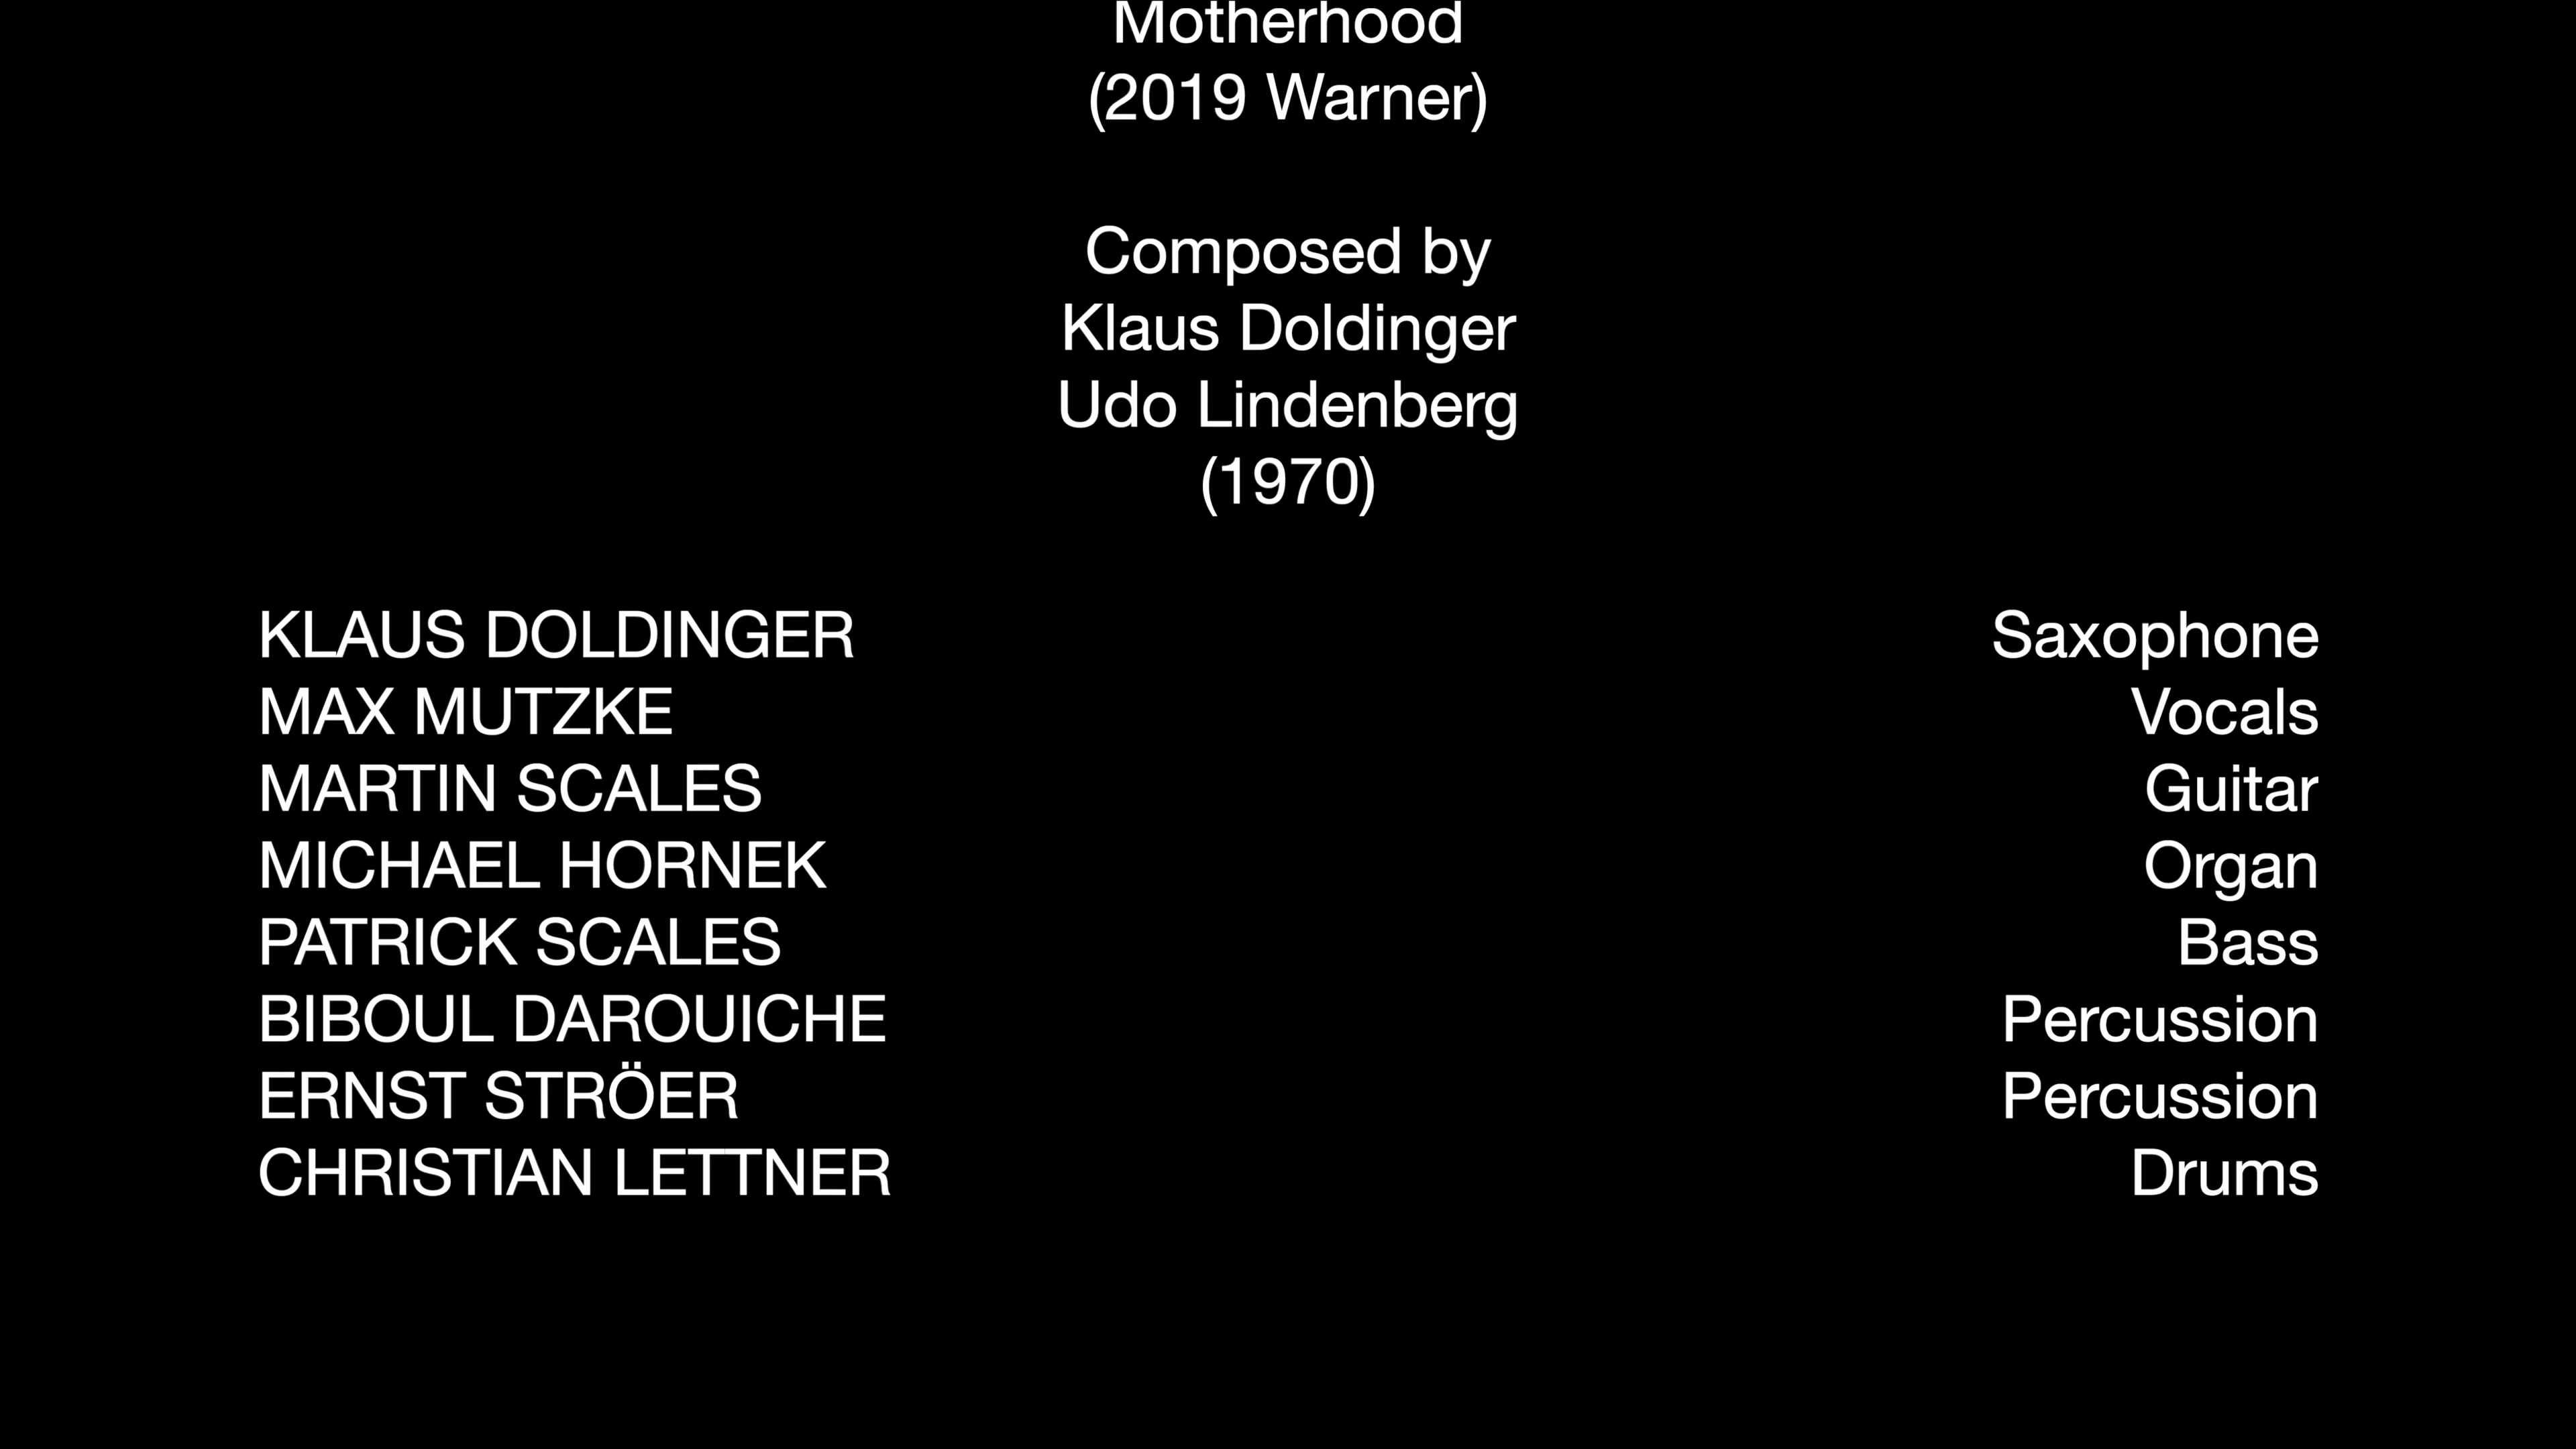 Motherhood
(2019 Warner)
Composed by
Klaus Doldinger
Udo Lindenberg
(1970)
KLAUS DOLDINGER Saxophone
MAX MUTZKE Vocals
MARTIN SCALES Guitar
MICHAEL HORNEK Organ
PATRICK SCALES Bass
BIBOUL DAROUICHE Percussion
ERNST STRÖER Percussion
CHRISTIAN LETTNER Drums